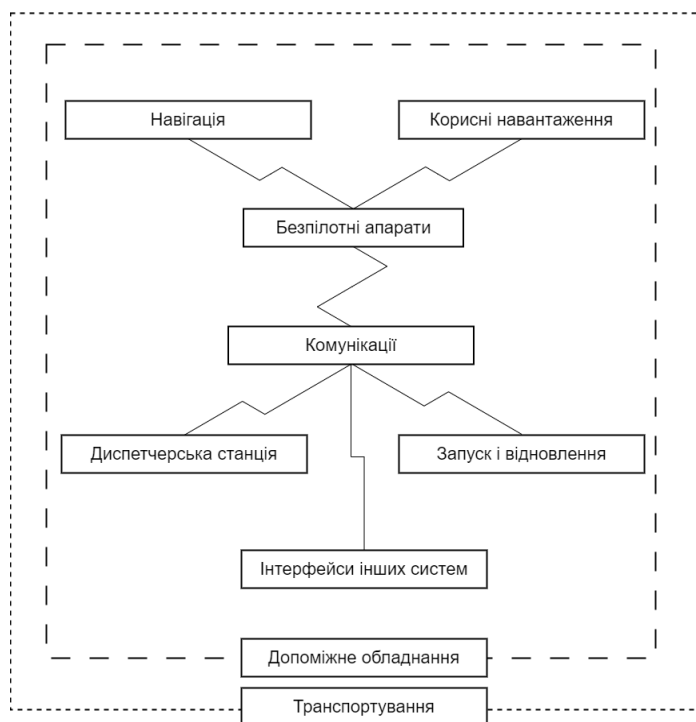 Навігація
Корисні навантаження
Безпілотні апарати
Комунікації
Диспетчерська станція
Запуск і відновлення
Інтерфейси інших систем
Допоміжне обладнання
Транспортування